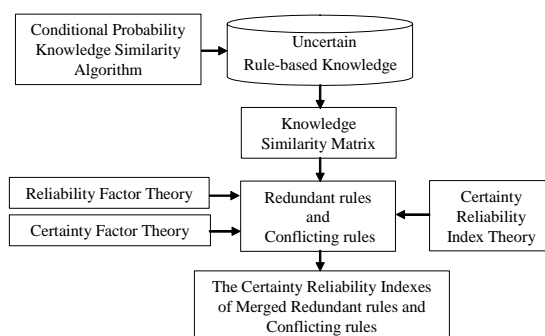 Conditional Probability
Knowledge Similarity
Algorithm
Uncertain
Rule-based Knowledge
Knowledge
Similarity Matrix
Reliability Factor Theory
Certainty Factor Theory
Redundant rules
and
Conflicting rules
Certainty
Reliability
Index Theory
The Certainty Reliability Indexes
of Merged Redundant rules and
Conflicting rules